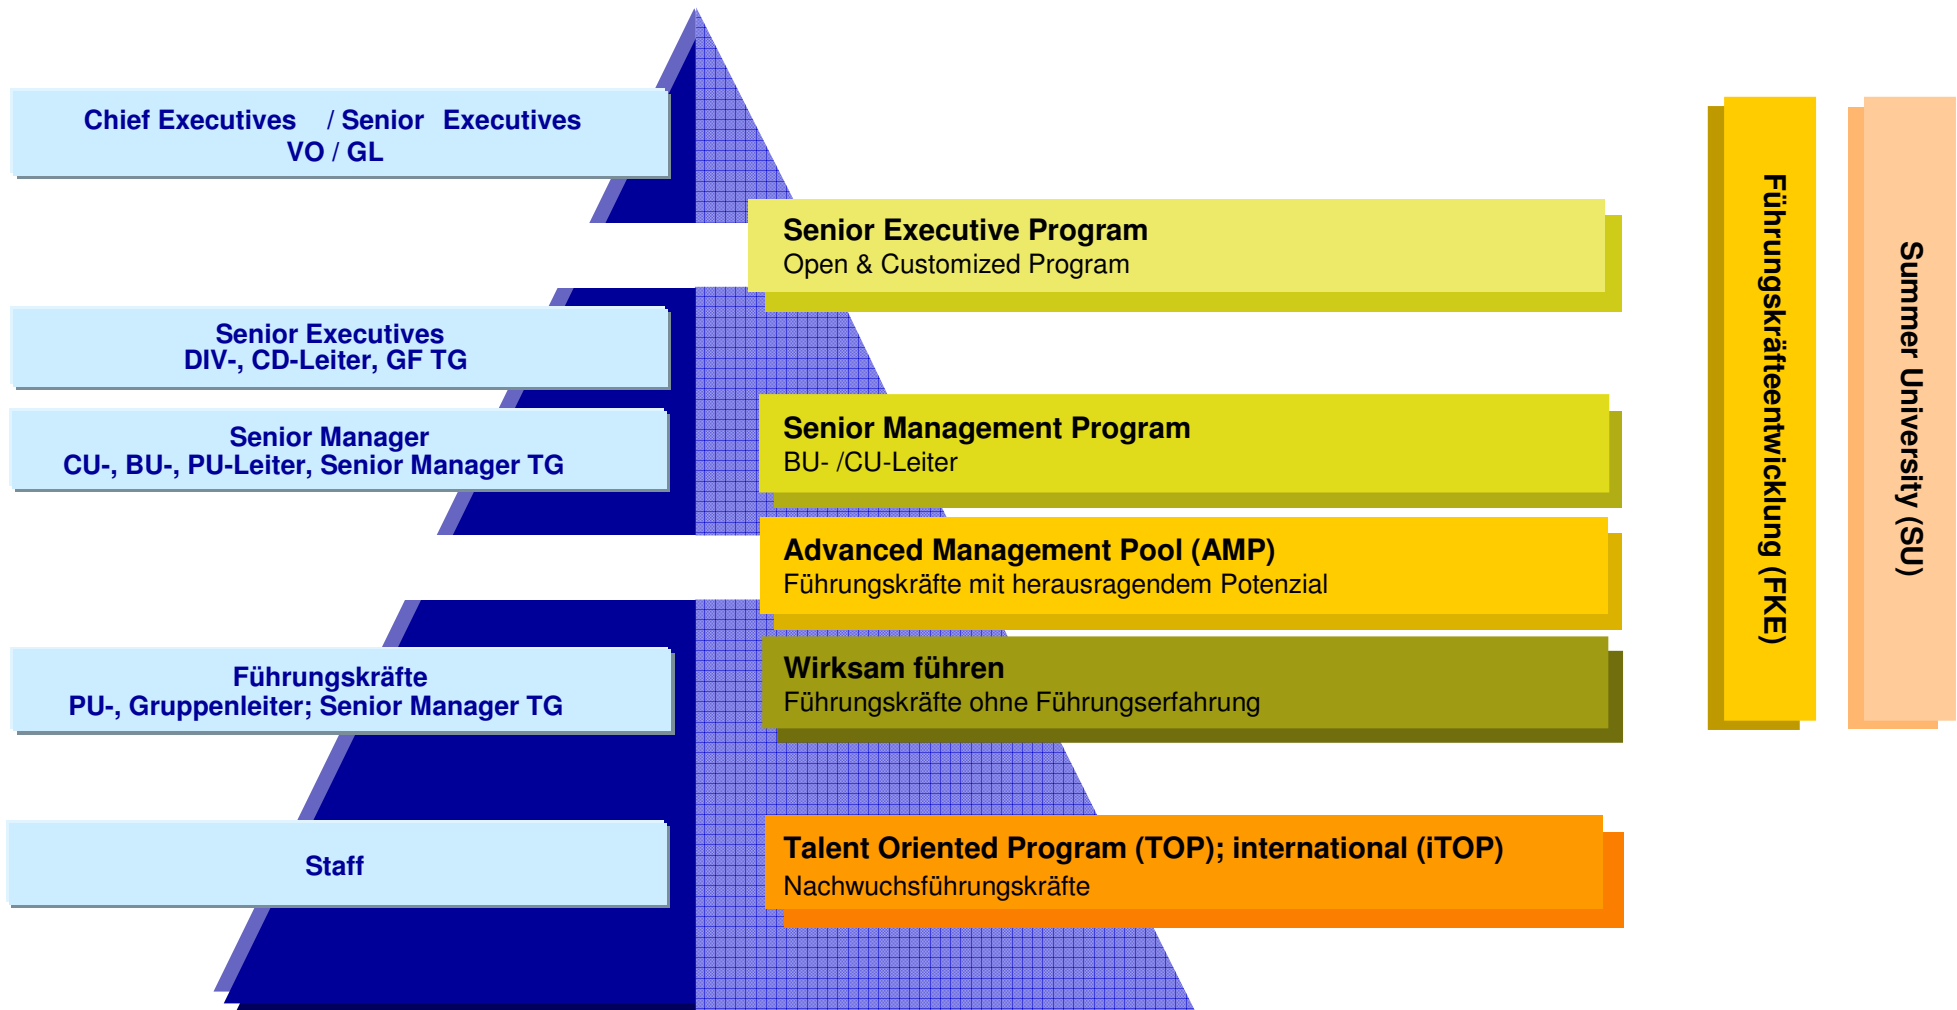 Chief Executives / Senior Executives
VO / GL
Senior Executive Program
Open & Customized Program
Senior Executives
DIV-, CD-Leiter, GF TG
Senior Manager
CU-, BU-, PU-Leiter, Senior Manager TG
Senior Management Program
BU- /CU-Leiter
Advanced Management Pool (AMP)
Führungskräfte mit herausragendem Potenzial
Führungskräfte
PU-, Gruppenleiter; Senior Manager TG
Wirksam führen
Führungskräfte ohne Führungserfahrung
Staff
Talent Oriented Program (TOP); international (iTOP)
Nachwuchsführungskräfte
Führungskräfteentwicklung (FKE)
Summer University (SU)